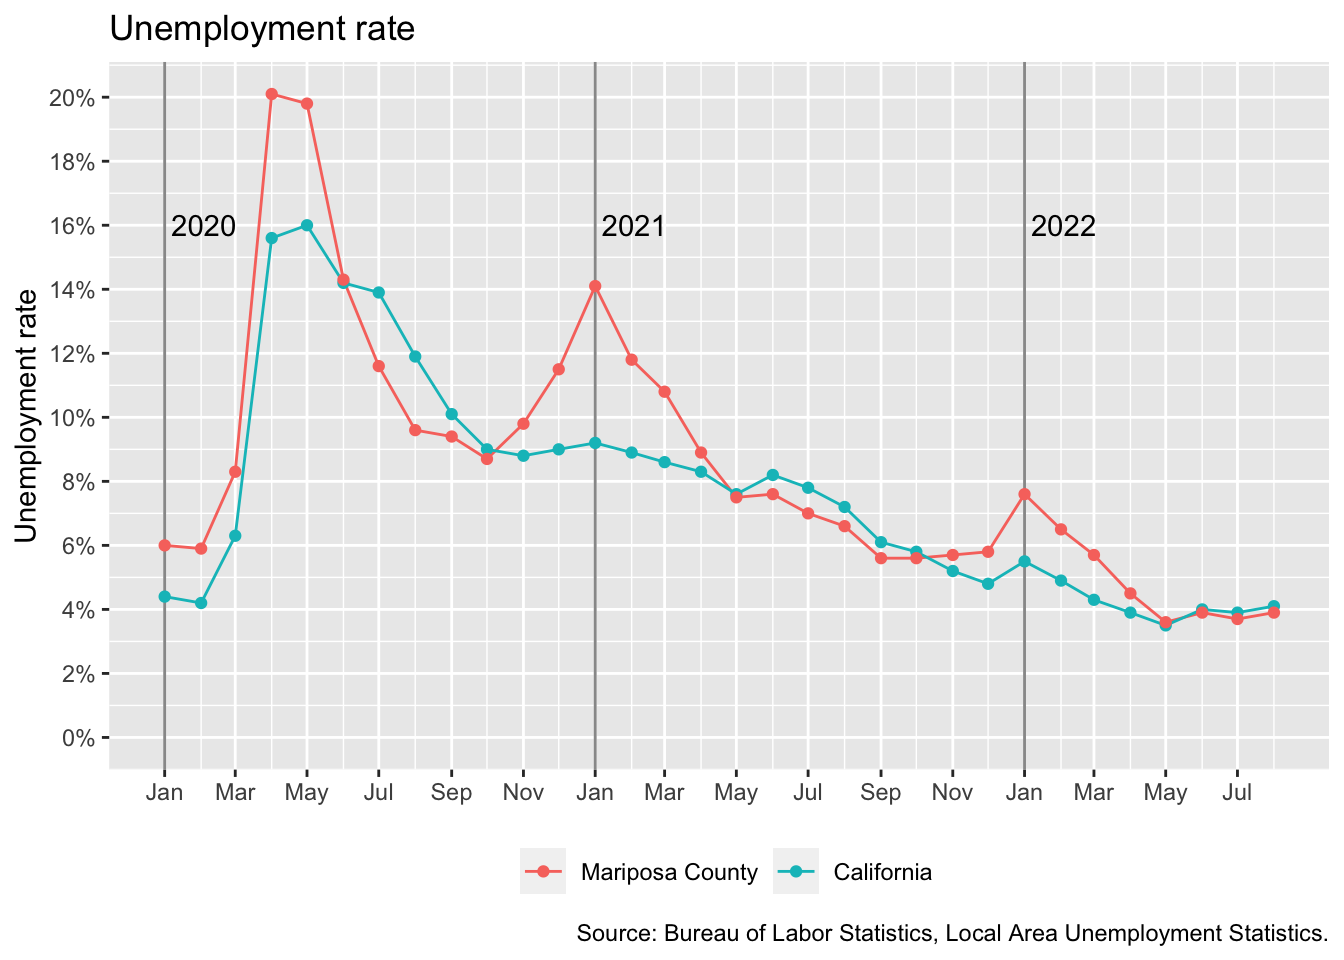 Unemployment rate
20%
18%
16%
14%
12%
10%
8%
6%
4%
2%
0%
Unemployment rate
2020
2021
2022
Jan Mar May Jul Sep Nov Jan Mar May Jul Sep Nov Jan Mar May Jul
Mariposa County California
Source: Bureau of Labor Statistics, Local Area Unemployment Statistics.